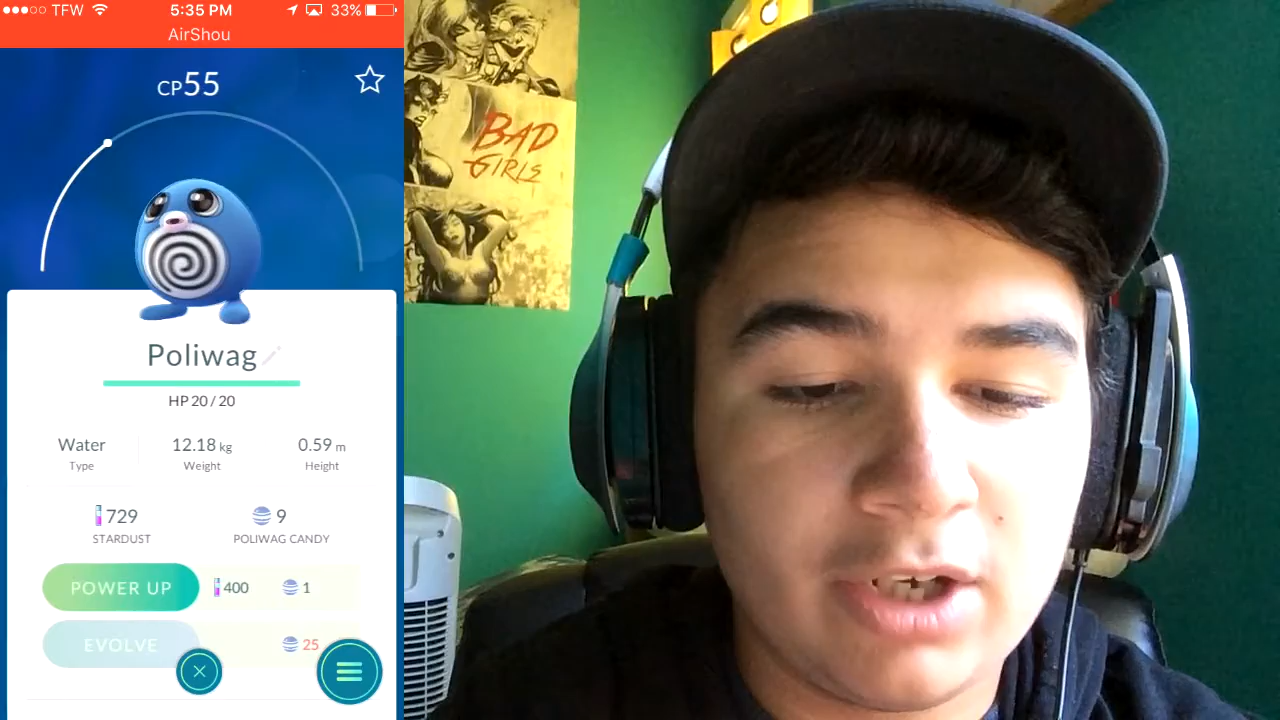 TFW 5:35 PM 33%
AirShou
CP55
Poliwag
HP 20 / 20
Water 12.18 kg 0.59 m
Type Weight Height
729 9
STARDUST POLIWAG CANDY
POWER UP 400 1
EVOLVE 25
BAD
GIRLS